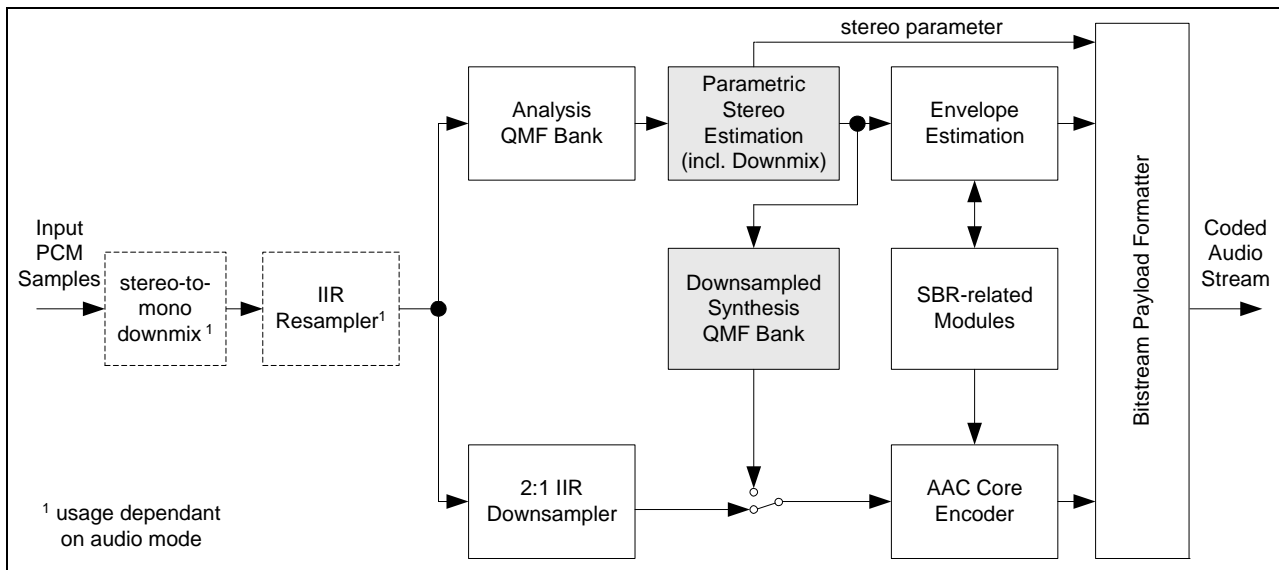 stereo parameter
Analysis
QMF Bank
Parametric
Stereo
Estimation
(incl. Downmix)
Envelope
Estimation
Bitstream Payload Formatter
Input
PCM
Samples
stereo-to-
mono
downmix 1
IIR
Resampler1
Downsampled
Synthesis
QMF Bank
SBR-related
Modules
Coded
Audio
Stream
2:1 IIR
Downsampler
AAC Core
Encoder
1 usage dependant
on audio mode